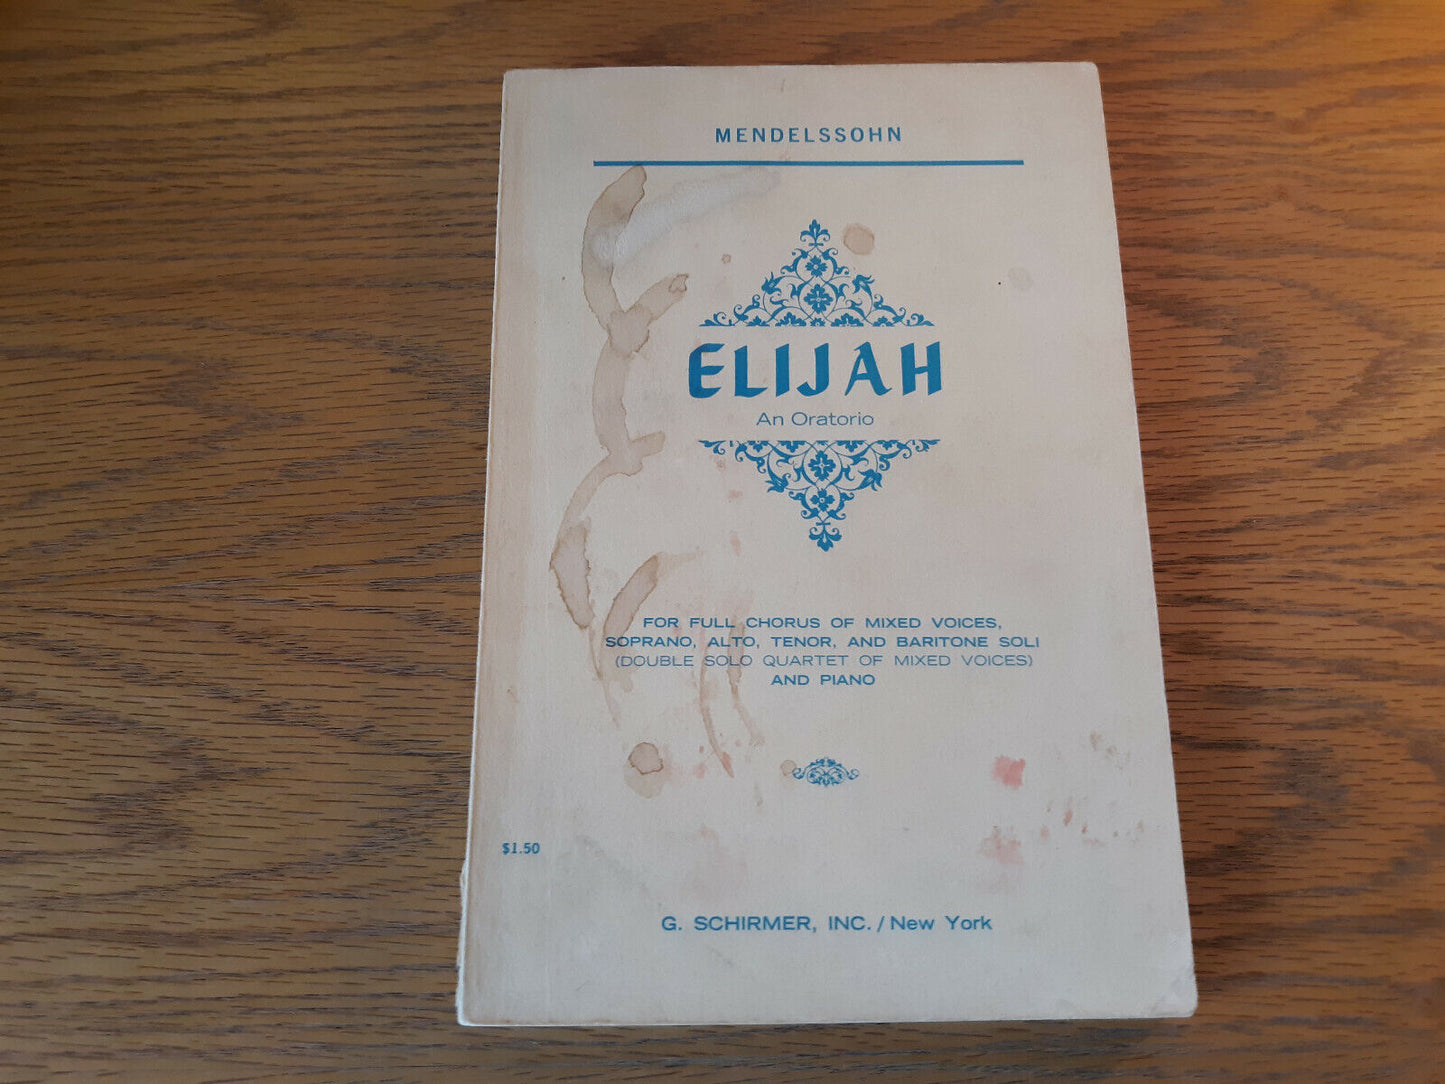 MENDELSSOHN
ELIJAH
An Oratorio
FOR FULL CHORUS OF MIXED VOICES,
SOPRANO, ALTO, TENOR, AND BARITONE SOLI
(DOUBLE SOLO QUARTET OF MIXED VOICES)
AND PIANO
$1.50
G. SCHIRMER, INC. / New York